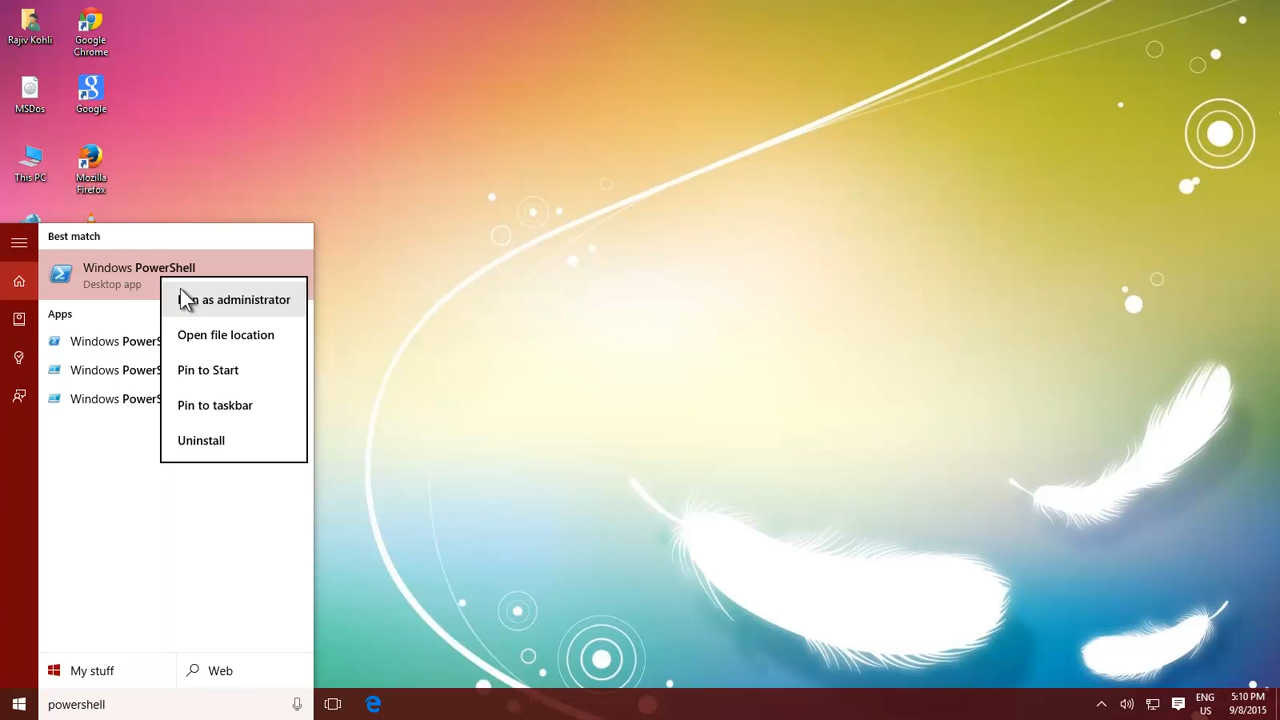 Rajiv Kohli
Google
Chrome
MSDos
Google
This PC
Mozilla
Firefox
Best match
Windows PowerShell
Desktop app
as administrator
Apps
Open file location
Windows PowerS
Windows PowerS
Pin to Start
Windows PowerS
Pin to taskbar
Uninstall
My stuff
Web
powershell
ENG
US
5:10 PM
9/8/2015